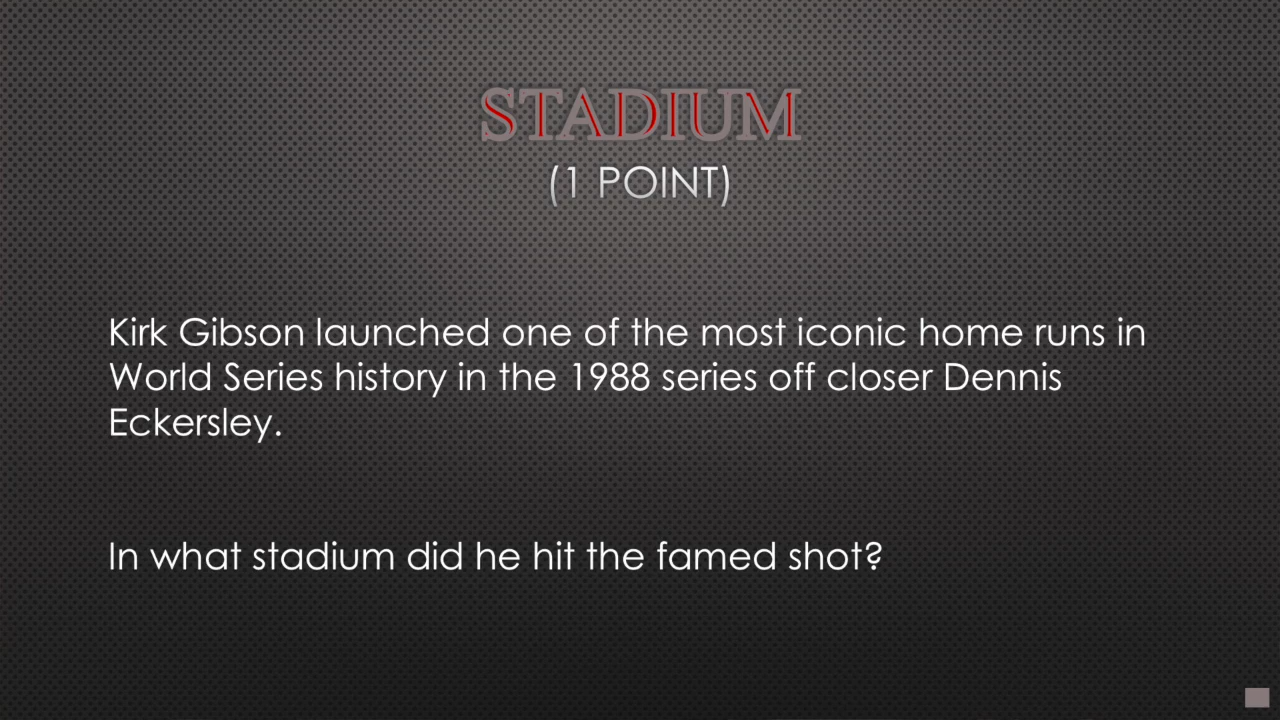 STADIUM
(1 POINT)
Kirk Gibson launched one of the most iconic home runs in
World Series history in the 1988 series off closer Dennis
Eckersley.
In what stadium did he hit the famed shot?